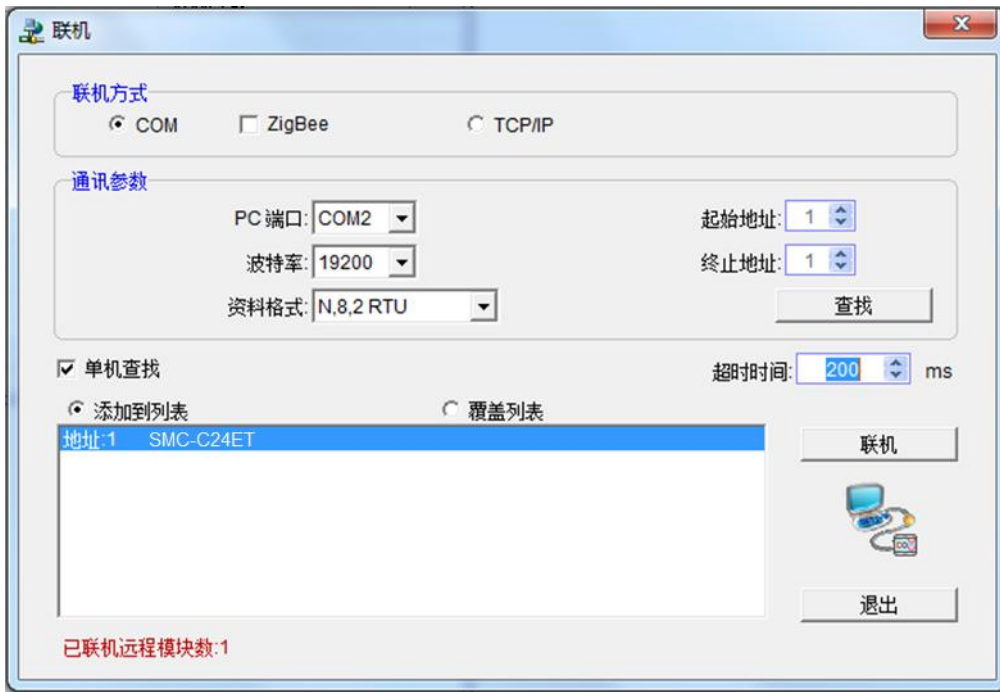 联机
联机方式
COM ZigBee TCP/IP
通讯参数
PC 端口: COM2 起始地址: 1
波特率: 19200 终止地址: 1
资料格式: N,8,2 RTU 查找
单机查找 超时时间: 200 ms
添加到列表 覆盖列表
地址:1 SMC-C24ET
联机
退出
已联机远程模块数:1